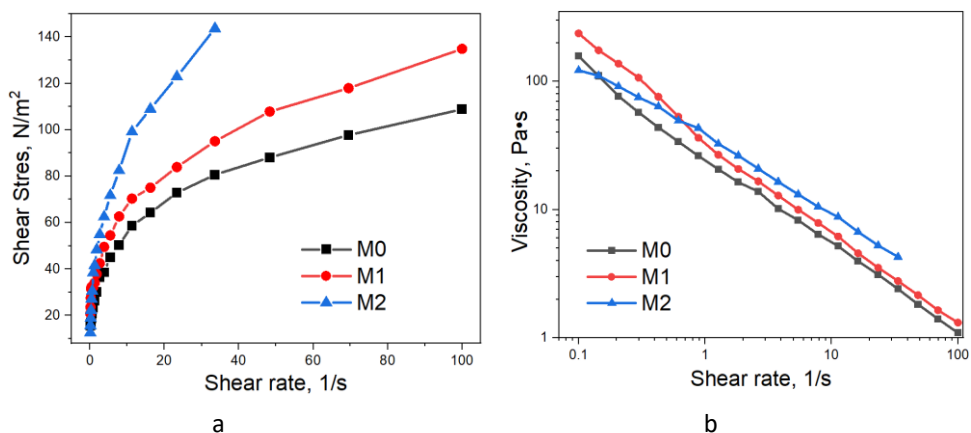 Shear Stres, N/m²
140
120
100
80
60
40
20
0 20 40 60 80 100
Shear rate, 1/s
M0
M1
M2
a
Viscosity, Pa•s
100
10
1
0.1 1 10 100
Shear rate, 1/s
M0
M1
M2
b